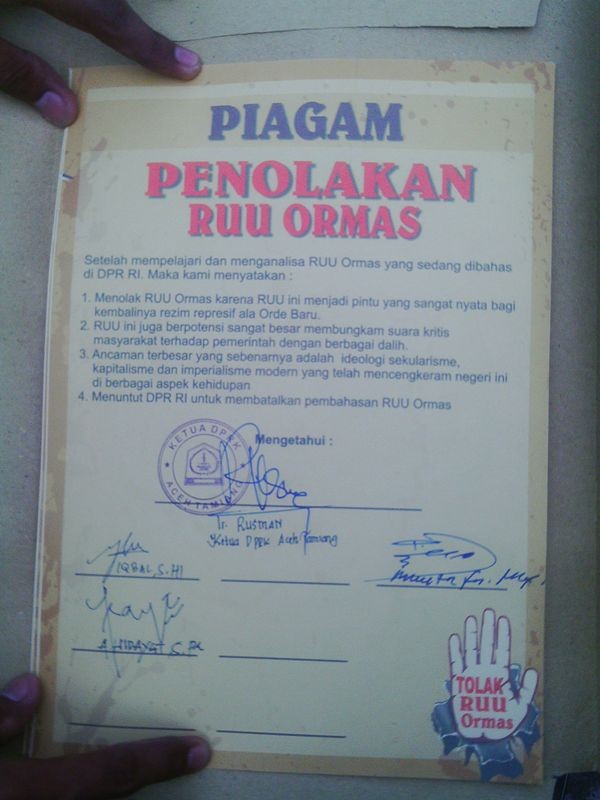 PIAGAM
PENOLAKAN
RUU ORMAS
Setelah mempelajari dan menganalisa RUU Ormas yang sedang dibahas
di DPR RI. Maka kami menyatakan :
1. Menolak RUU Ormas karena RUU ini menjadi pintu yang sangat nyata bagi
kembalinya rezim represif ala Orde Baru.
2. RUU ini juga berpotensi sangat besar membungkam suara kritis
masyarakat terhadap pemerintah dengan berbagai dalih.
3. Ancaman terbesar yang sebenarnya adalah ideologi sekularisme,
kapitalisme dan imperialisme modern yang telah mencengkeram negeri ini
di berbagai aspek kehidupan
4. Menuntut DPR RI untuk membatalkan pembahasan RUU Ormas
Mengetahui :
KETUA DPRK
ACEH TAMIANG
Ir. RUSMAN
Ketua DPRK Aceh Tamiang
IQBAL, S.HI
A. HIDAYAT
TOLAK
RUU
Ormas